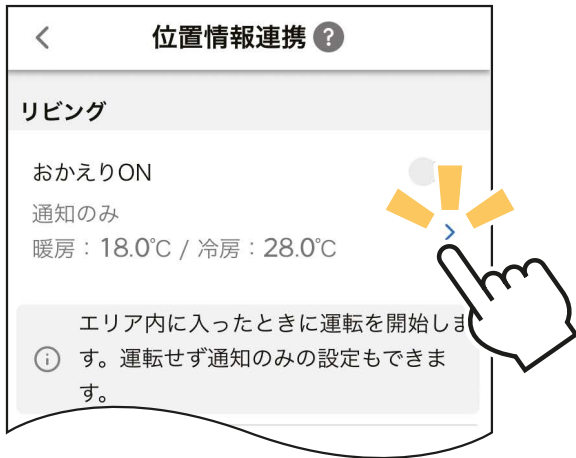 位置情報連携 ?
リビング
おかえりON
通知のみ
暖房：18.0℃ / 冷房：28.0℃
エリア内に入ったときに運転を開始しま
す。運転せず通知のみの設定もできま
す。